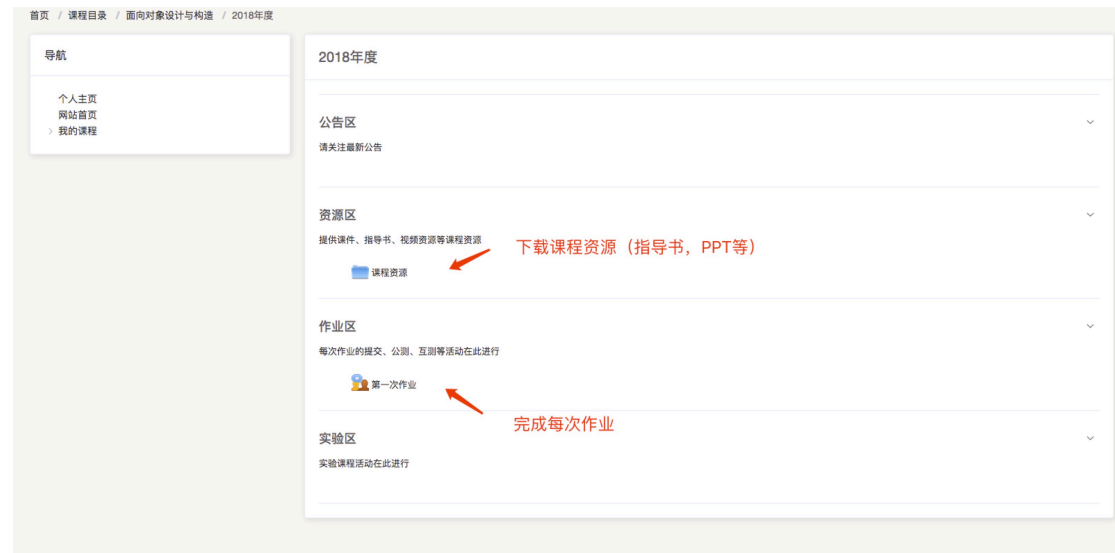 首页 / 课程目录 / 面向对象设计与构造 / 2018年度
导航
个人主页
网站首页
我的课程
2018年度
公告区
请关注最新公告
资源区
提供课件、指导书、视频资源等课程资源
下载课程资源（指导书，PPT等）
课程资源
作业区
每次作业的提交、公测、互测等活动在此进行
第一次作业
完成每次作业
实验区
实验课程活动在此进行